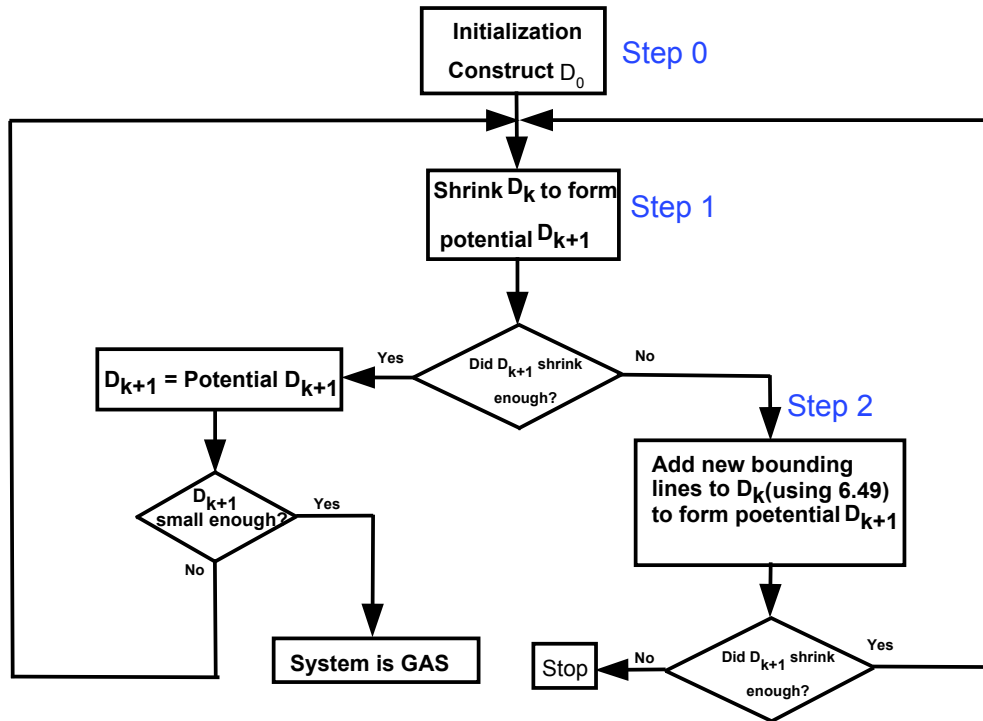 Initialization
Construct D0
Step 0
Shrink Dk to form
potential Dk+1
Step 1
Did Dk+1 shrink
enough?
Yes
No
Dk+1 = Potential Dk+1
Dk+1
small enough?
Yes
No
System is GAS
Step 2
Add new bounding
lines to Dk(using 6.49)
to form poetential Dk+1
Did Dk+1 shrink
enough?
No
Yes
Stop